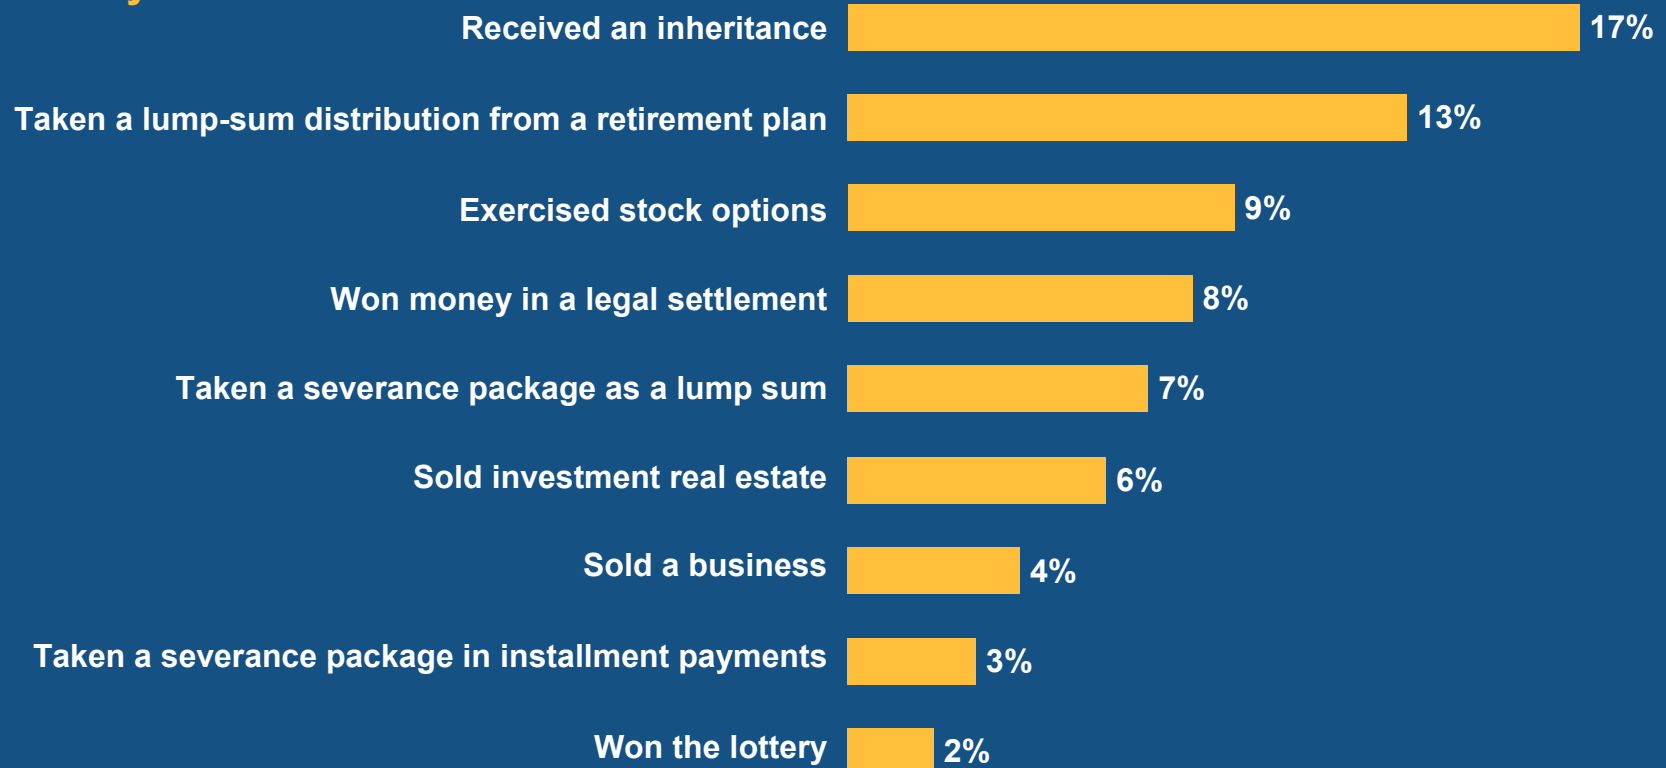 Received an inheritance 17%
Taken a lump-sum distribution from a retirement plan 13%
Exercised stock options 9%
Won money in a legal settlement 8%
Taken a severance package as a lump sum 7%
Sold investment real estate 6%
Sold a business 4%
Taken a severance package in installment payments 3%
Won the lottery 2%